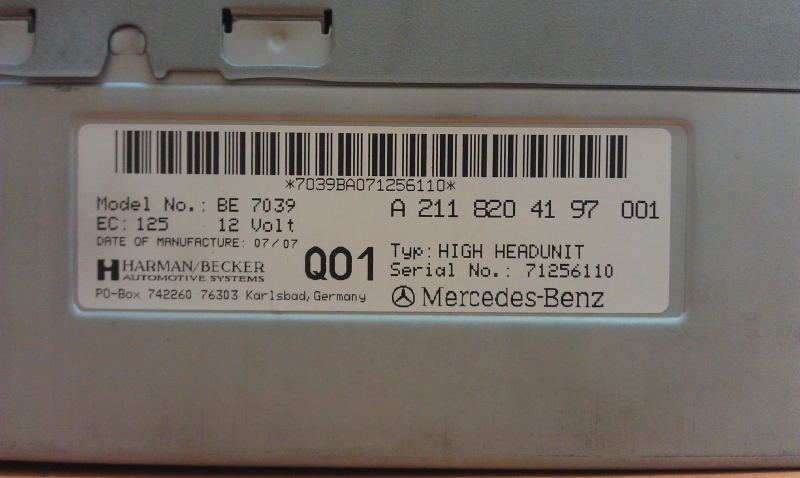 *7039BA071256110*
Model No.: BE 7039
A 211 820 41 97 001
EC: 125 12 Volt
DATE OF MANUFACTURE: 07/07
Q01
Typ: HIGH HEADUNIT
HARMAN/BECKER
AUTOMOTIVE SYSTEMS
Serial No.: 71256110
PO-Box 742260 76303 Karlsbad, Germany
Mercedes-Benz